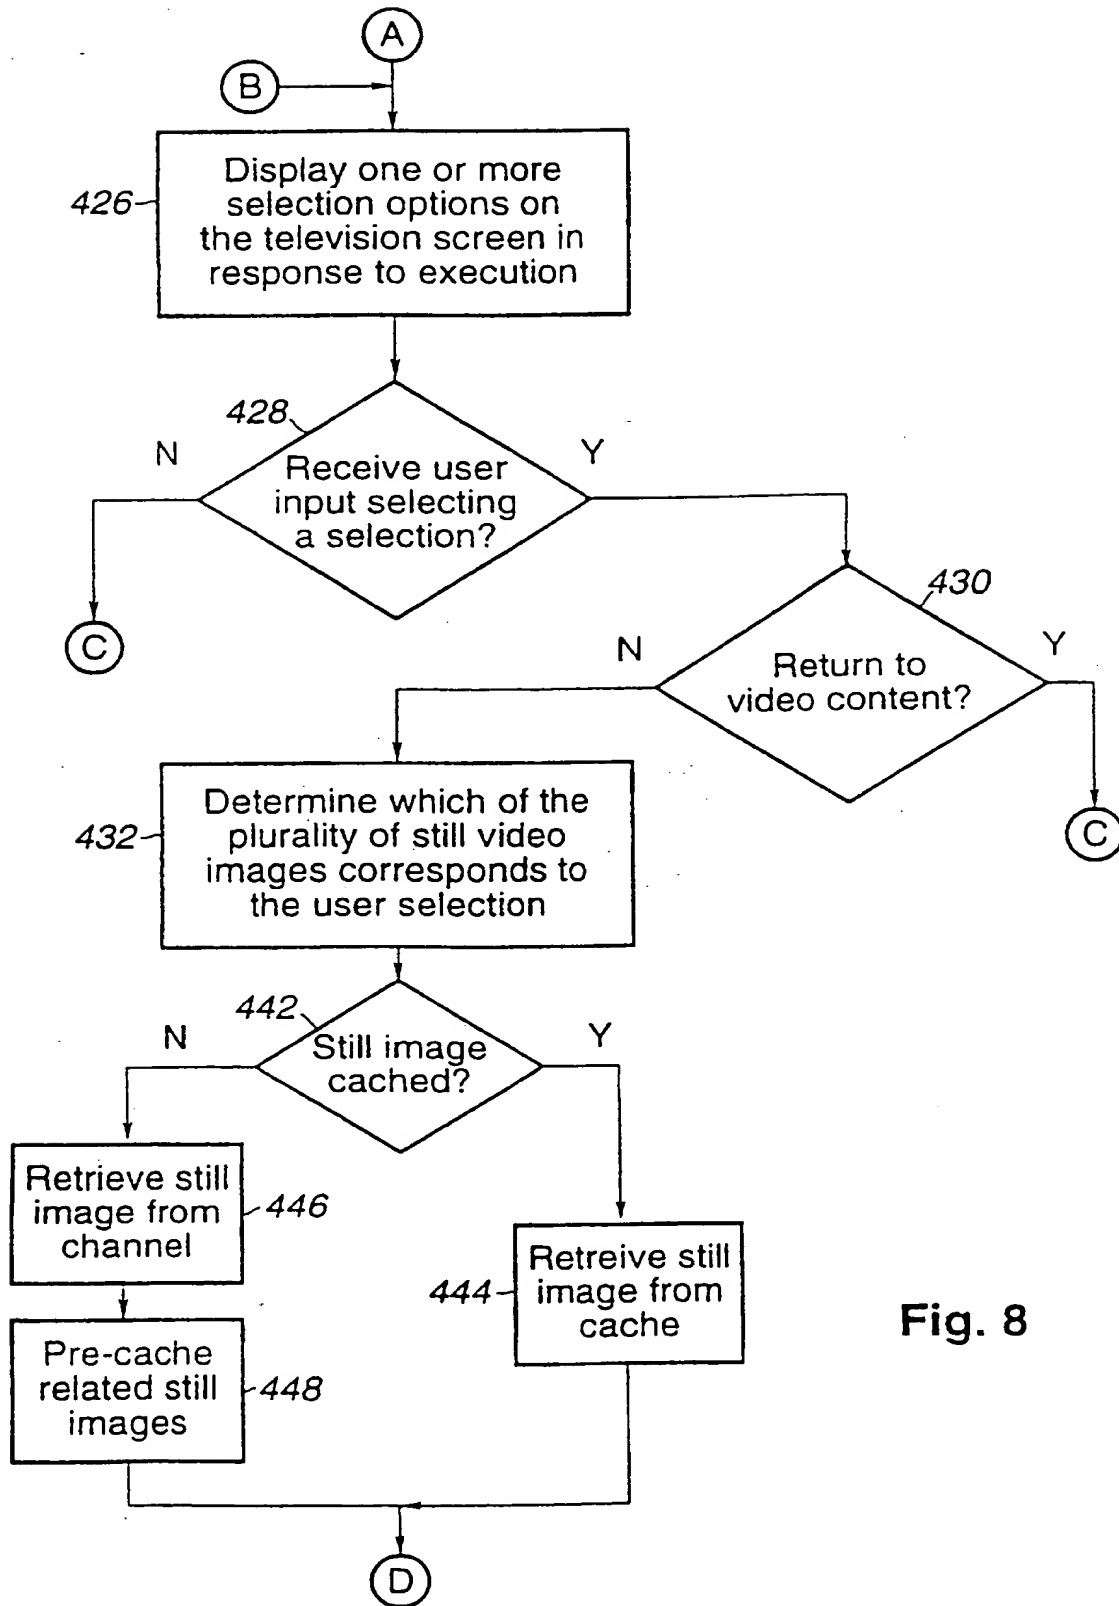 A
B
Display one or more
selection options on
the television screen in
response to execution
426
428
N
Y
Receive user
input selecting
a selection?
C
430
N
Y
Return to
video content?
C
Determine which of the
plurality of still video
images corresponds to
the user selection
432
442
N
Y
Still image
cached?
Retrieve still
image from
channel
446
Retreive still
image from
cache
444
Pre-cache
related still
images
448
D
Fig. 8